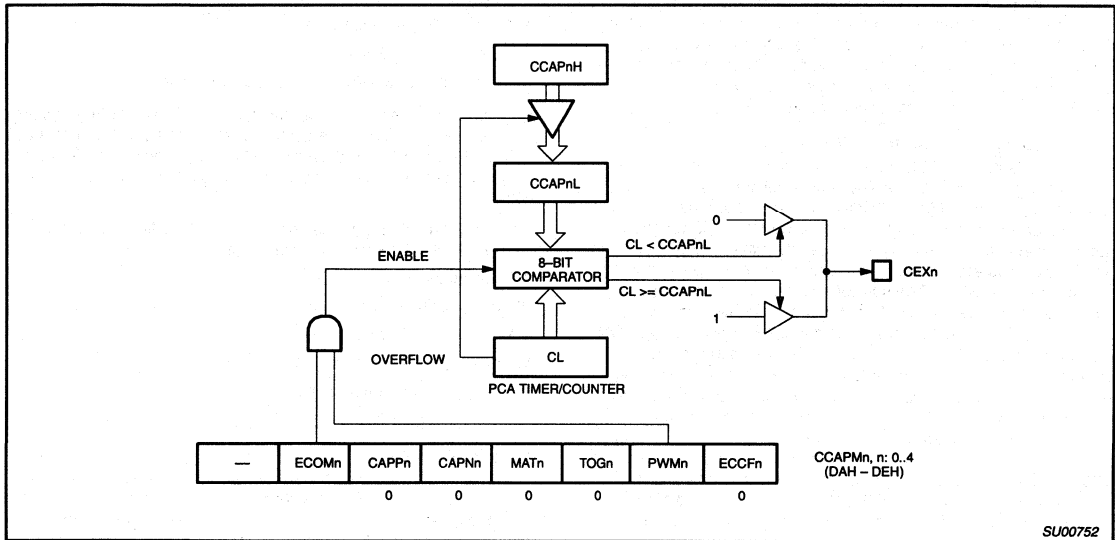 CCAPnH
CCAPnL
0
CL < CCAPnL
ENABLE
8–BIT
COMPARATOR
CEXn
CL >= CCAPnL
1
OVERFLOW
CL
PCA TIMER/COUNTER
— ECOMn CAPPn CAPNn MATn TOGn PWMn ECCFn
CCAPMn, n: 0..4
(DAH – DEH)
0 0 0 0 0
SU00752